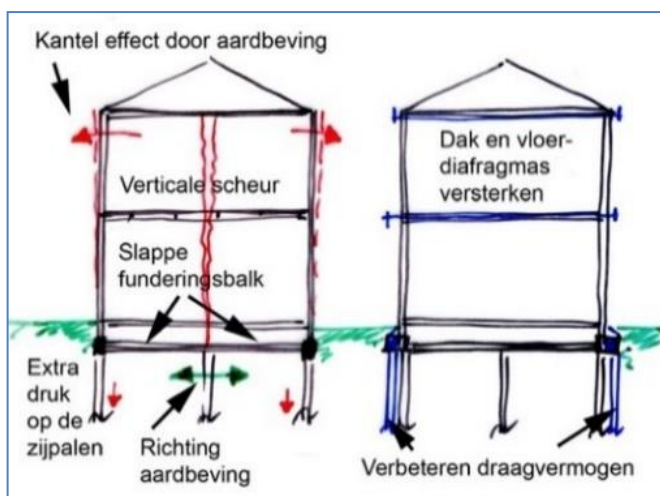 Kantel effect door aardbeving
Verticale scheur
Slappe
funderingsbalk
Extra
druk
op de
zijpalen
Richting
aardbeving
Dak en vloer-
diafragmas
versterken
Verbeteren draagvermogen